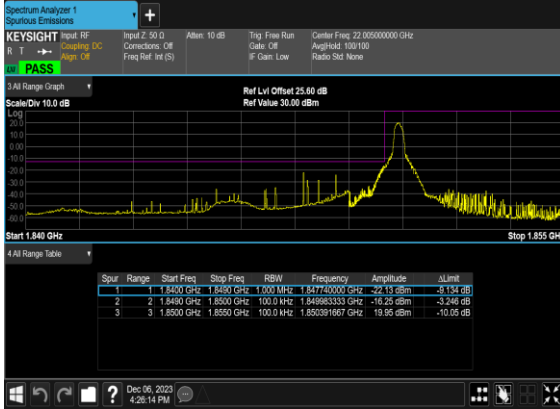 Spectrum Analyzer 1
Spurious Emissions
+
KEYSIGHT Input: RF Input Z: 50 Ω Atten: 10 dB Trig: Free Run Center Freq: 22.005000000 GHz
R T Coupling: DC Corrections: Off Gate: Off Avg|Hold: 100/100
Align: Off Freq Ref: Int (S) IF Gain: Low Radio Std: None
PASS
3 All Range Graph Ref Lvl Offset 25.60 dB
Scale/Div 10.0 dB Ref Value 30.00 dBm
Log
20.0
10.0
0.00
-10.0
-20.0
-30.0
-40.0
-50.0
-60.0
Start 1.840 GHz Stop 1.855 GH
4 All Range Table
Spur Range Start Freq Stop Freq RBW Frequency Amplitude ΔLimit
1 1 1.8400 GHz 1.8490 GHz 1.000 MHz 1.847740000 GHz -22.13 dBm -9.134 dB
2 2 1.8490 GHz 1.8500 GHz 100.0 kHz 1.849983333 GHz -16.25 dBm -3.246 dB
3 3 1.8500 GHz 1.8550 GHz 100.0 kHz 1.850391667 GHz 19.95 dBm -10.05 dB
? Dec 06, 2023
4:26:14 PM